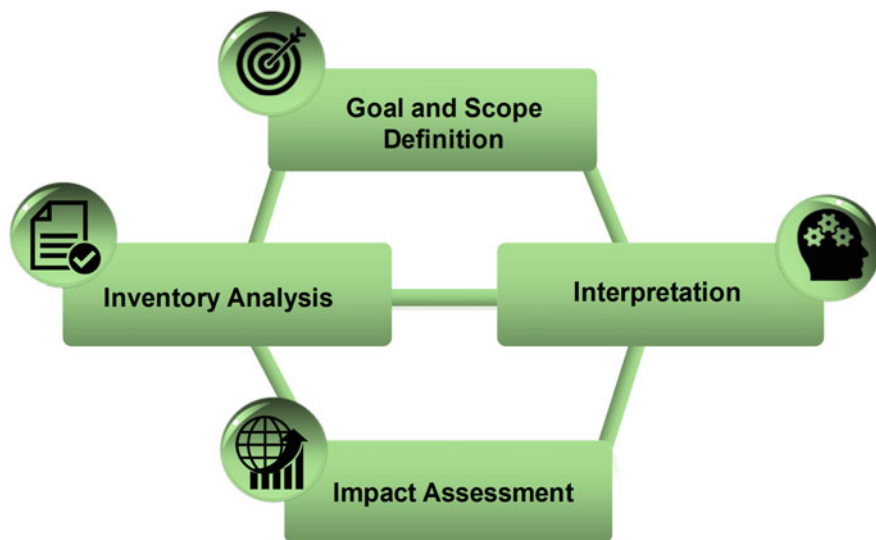 Goal and Scope
Definition
Inventory Analysis
Interpretation
Impact Assessment